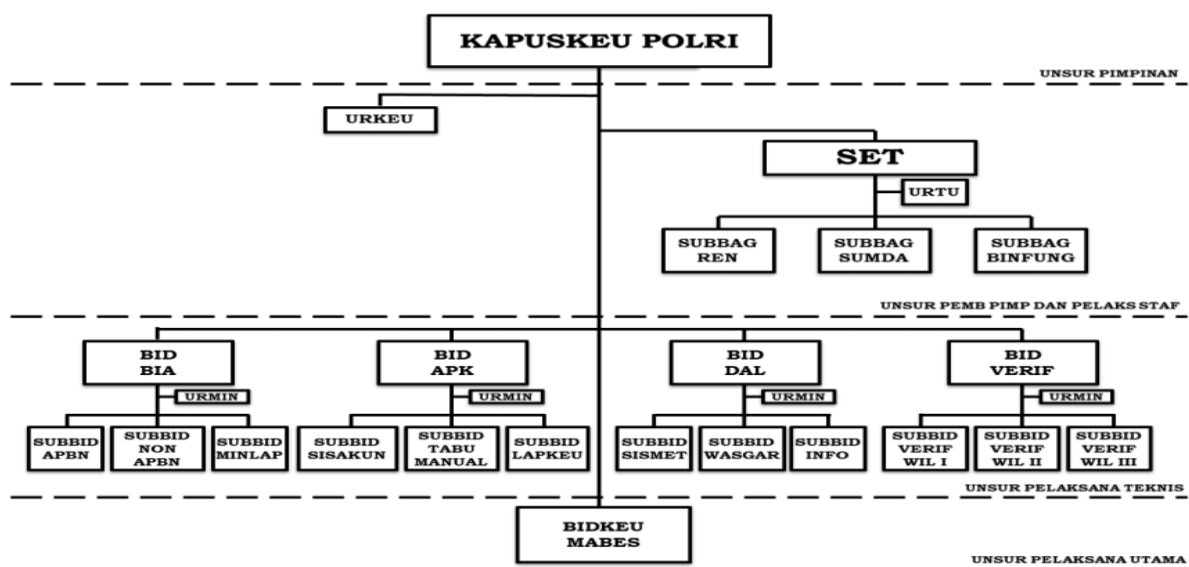 KAPUSKEU POLRI
UNSUR PIMPINAN
URKEU
SET
URTU
SUBBAG
REN
SUBBAG
SUMDA
SUBBAG
BINFUNG
UNSUR PEMB PIMP DAN PELAKS STAF
BID
BIA
BID
APK
BID
DAL
BID
VERIF
URMIN
URMIN
URMIN
URMIN
SUBBID
APBN
SUBBID
NON
APBN
SUBBID
MINLAP
SUBBID
SISAKUN
SUBBID
TABU
MANUAL
SUBBID
LAPKEU
SUBBID
SISMET
SUBBID
WASGAR
SUBBID
INFO
SUBBID
VERIF
WIL I
SUBBID
VERIF
WIL II
SUBBID
VERIF
WIL III
UNSUR PELAKSANA TEKNIS
BIDKEU
MABES
UNSUR PELAKSANA UTAMA